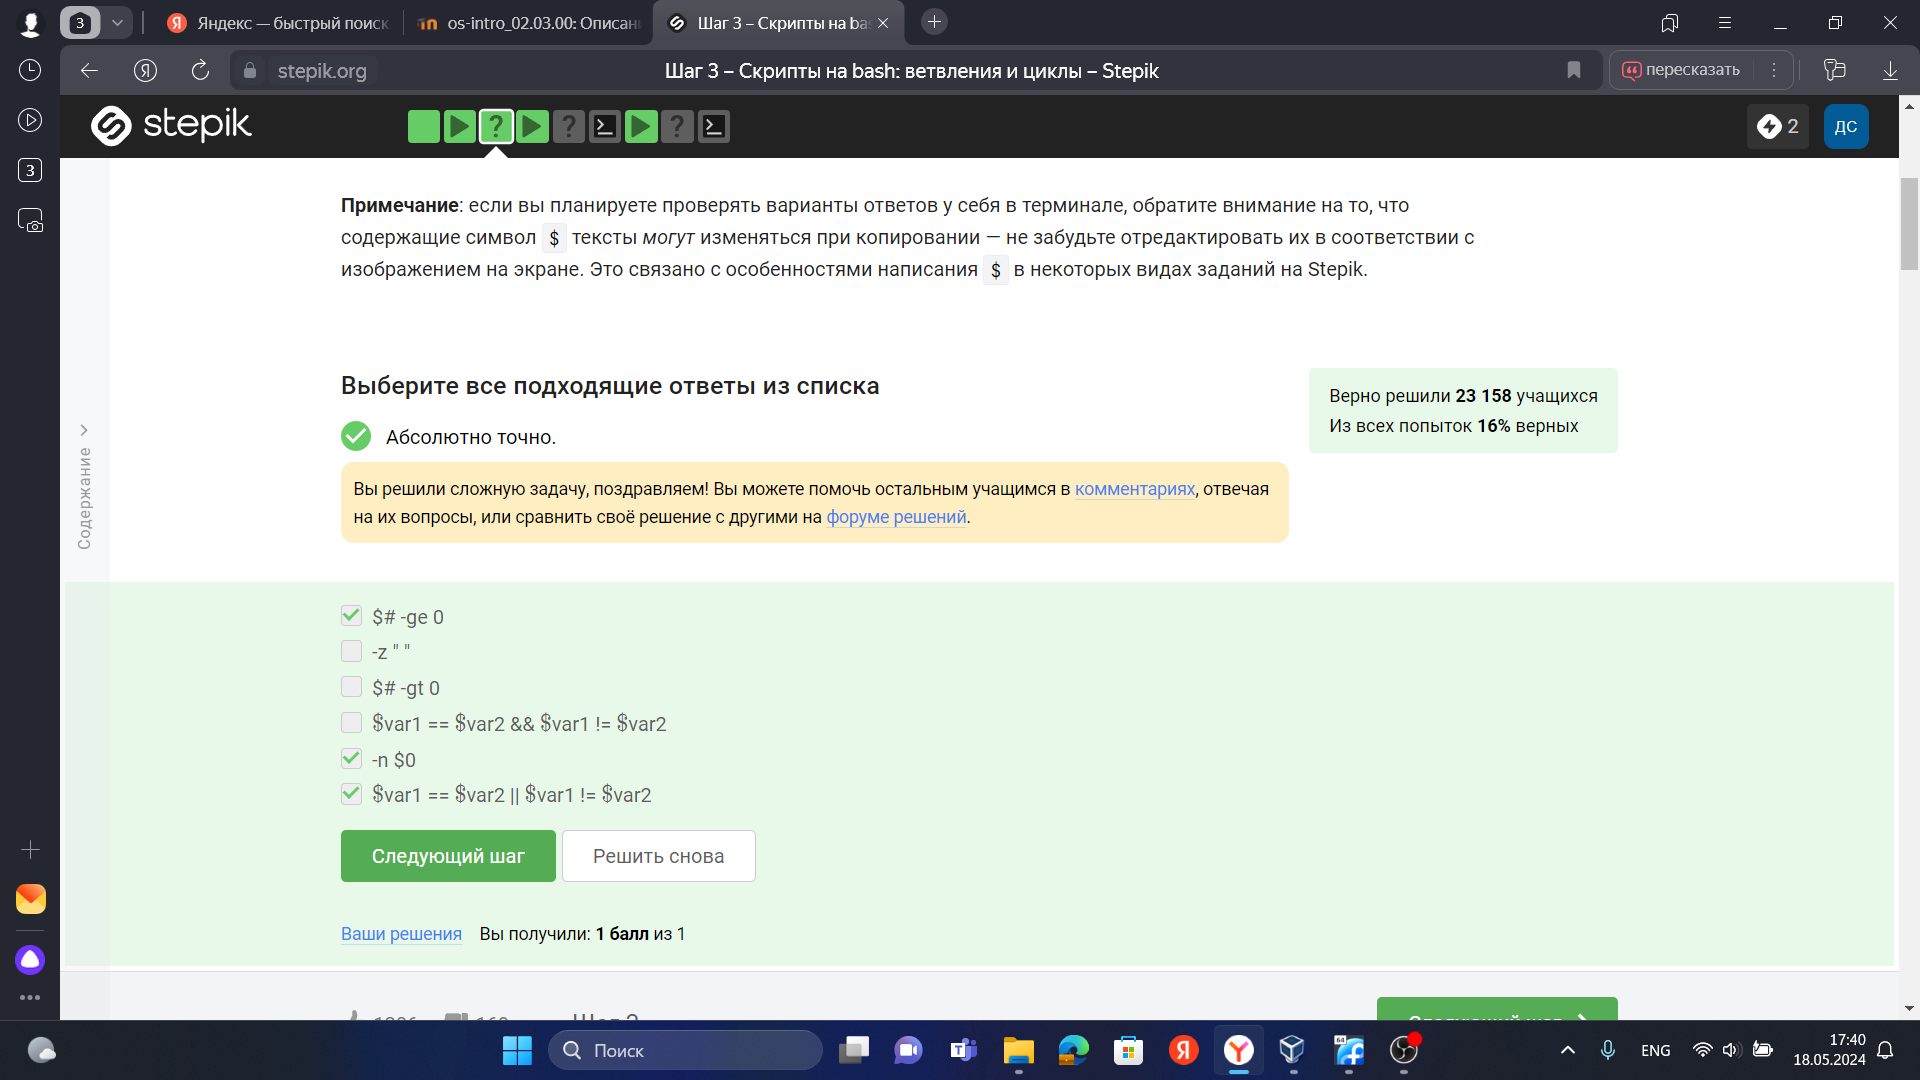 3
Яндекс — быстрый поиск
os-intro_02.03.00: Описани
Шаг 3 – Скрипты на ba
stepik.org
Шаг 3 – Скрипты на bash: ветвления и циклы – Stepik
пересказать
3
stepik
2
ДС
Содержание
Примечание: если вы планируете проверять варианты ответов у себя в терминале, обратите внимание на то, что
содержащие символ $ тексты могут изменяться при копировании — не забудьте отредактировать их в соответствии с
изображением на экране. Это связано с особенностями написания $ в некоторых видах заданий на Stepik.
Выберите все подходящие ответы из списка
Абсолютно точно.
Верно решили 23 158 учащихся
Из всех попыток 16% верных
Вы решили сложную задачу, поздравляем! Вы можете помочь остальным учащимся в комментариях, отвечая
на их вопросы, или сравнить своё решение с другими на форуме решений.
$# -ge 0
-z " "
$# -gt 0
$var1 == $var2 && $var1 != $var2
-n $0
$var1 == $var2 || $var1 != $var2
Следующий шаг
Решить снова
Ваши решения Вы получили: 1 балл из 1
Поиск
ENG
17:40
18.05.2024